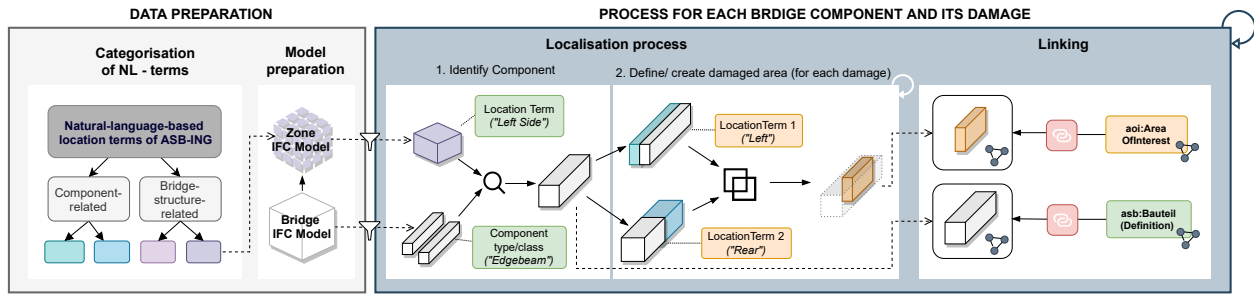 DATA PREPARATION
PROCESS FOR EACH BRDIGE COMPONENT AND ITS DAMAGE
Categorisation
of NL - terms
Model
preparation
Natural-language-based
location terms of ASB-ING
Component-
related
Bridge-
structure-
related
Zone
IFC Model
Bridge
IFC Model
Localisation process
1. Identify Component
Location Term
("Left Side")
Component
type/class
("Edgebeam")
2. Define/ create damaged area (for each damage)
LocationTerm 1
("Left")
LocationTerm 2
("Rear")
Linking
aoi:Area
OfInterest
asb:Bauteil
(Definition)